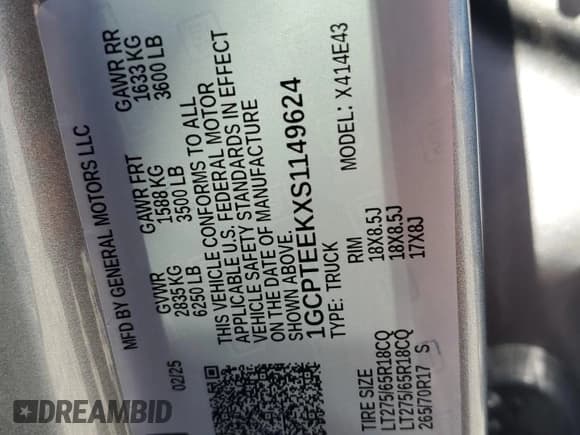 MFD BY GENERAL MOTORS LLC
02/25
GVWR
2835 KG
6250 LB
GAWR FRT
1588 KG
3500 LB
GAWR RR
1633 KG
3600 LB
THIS VEHICLE CONFORMS TO ALL
APPLICABLE U.S. FEDERAL MOTOR
VEHICLE SAFETY STANDARDS IN EFFECT
ON THE DATE OF MANUFACTURE
SHOWN ABOVE.
1GCPTEEKXS1149624
TYPE: TRUCK
MODEL: X414E43
TIRE SIZE
RIM
LT275/65R18CQ
18X8.5J
LT275/65R18CQ
18X8.5J
265/70R17 S
17X8J
DREAMBID